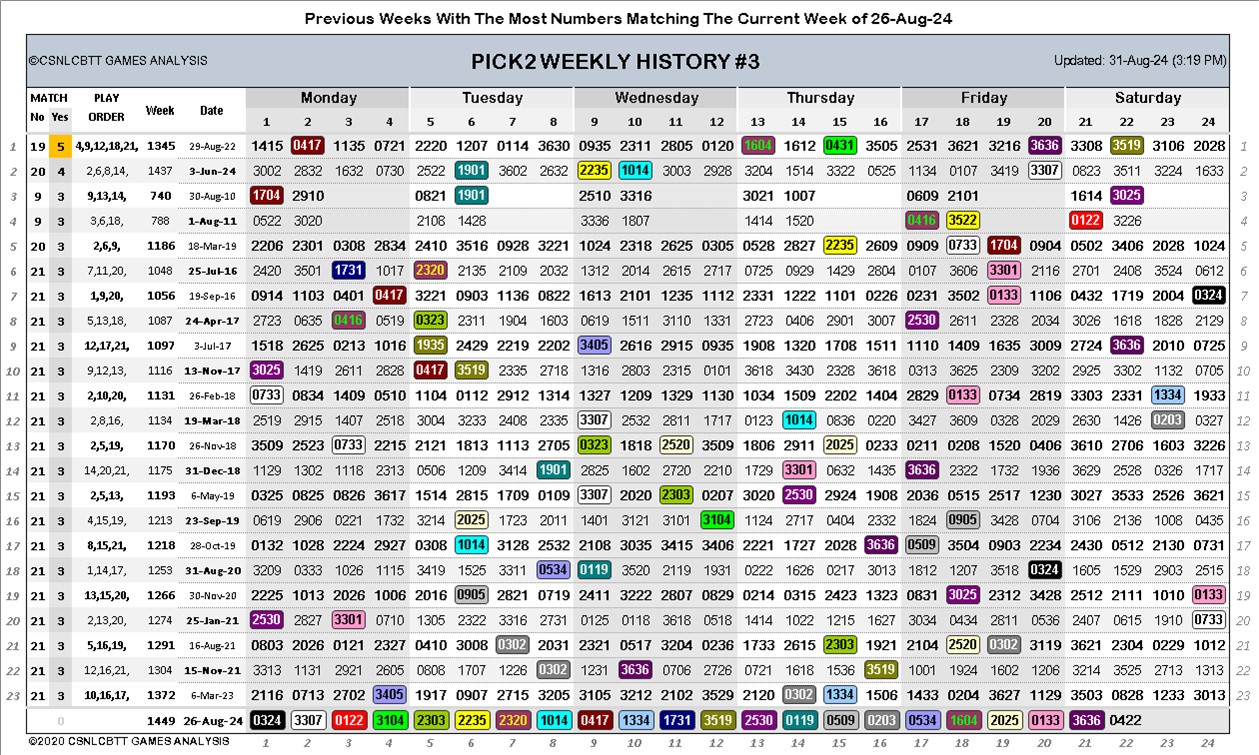 Previous Weeks With The Most Numbers Matching The Current Week of 26-Aug-24
©CSNLCBTT GAMES ANALYSIS PICK2 WEEKLY HISTORY #3 Updated: 31-Aug-24 (3:19 PM)
MATCH PLAY Week Date Monday Tuesday Wednesday Thursday Friday Saturday
No Yes ORDER 1 2 3 4 5 6 7 8 9 10 11 12 13 14 15 16 17 18 19 20 21 22 23 24
1 19 5 4,9,12,18,21, 1345 29-Aug-22 1415 0417 1135 0721 2220 1207 0114 3630 0935 2311 2805 0120 1604 1612 0431 3505 2531 3621 3216 3636 3308 3519 3106 2028 1
2 20 4 2,6,8,14, 1437 3-Jun-24 3002 2832 1632 0730 2522 1901 3602 2632 2235 1014 3003 2928 3204 1514 3322 0525 1134 0107 3419 3307 0823 3511 3224 1633 2
3 9 3 9,13,14, 740 30-Aug-10 1704 2910 0821 1901 2510 3316 3021 1007 0609 2101 1614 3025 3
4 9 3 3,6,18, 788 1-Aug-11 0522 3020 2108 1428 3336 1807 1414 1520 0416 3522 0122 3226 4
5 20 3 2,6,9, 1186 18-Mar-19 2206 2301 0308 2834 2410 3516 0928 3221 1024 2318 2625 0305 0528 2827 2235 2609 0909 0733 1704 0904 0502 3406 2028 1024 5
6 21 3 7,11,20, 1048 25-Jul-16 2420 3501 1731 1017 2320 2135 2109 2032 1312 2014 2615 2717 0725 0929 1429 2804 0107 3606 3301 2116 2701 2408 3524 0612 6
7 21 3 1,9,20, 1056 19-Sep-16 0914 1103 0401 0417 3221 0903 1136 0822 1613 2101 1235 1112 2331 1222 1101 0226 0231 3502 0133 1106 0432 1719 2004 0324 7
8 21 3 5,13,18, 1087 24-Apr-17 2723 0635 0416 0519 0323 2311 1904 1603 0619 1511 3110 1331 2723 0406 2901 3007 2530 2611 2328 2034 3026 1618 1828 2129 8
9 21 3 12,17,21, 1097 3-Jul-17 1518 2625 0213 1016 1935 2429 2219 2202 3405 2616 2915 0935 1908 1320 1708 1511 1110 1409 1635 3009 2724 3636 2010 0725 9
10 21 3 9,12,13, 1116 13-Nov-17 3025 1419 2611 2828 0417 3519 2335 2718 1316 2803 2628 3115 3618 3430 2328 3618 0313 3625 2309 3202 2925 3302 1132 0705 10
11 21 3 2,10,20, 1131 26-Feb-18 0733 0834 1409 0510 1104 0112 2912 1314 1327 1209 1329 1130 1034 1509 2202 1404 2829 0133 0734 2819 3303 2331 1334 1933 11
12 21 3 2,8,16, 1134 19-Mar-18 2519 2915 1407 2518 3004 3233 2408 2335 3307 2532 2811 1717 0123 1014 0836 0220 3427 3609 0328 2029 2630 1426 0203 0327 12
13 21 3 2,5,19, 1170 26-Nov-18 3509 2523 0733 2215 2121 1813 1113 2705 0323 1818 2520 3509 1806 2911 2025 0233 0211 0208 1520 0406 3610 2706 1603 3226 13
14 21 3 14,20,21, 1175 31-Dec-18 1129 1302 1118 2313 0506 1209 3414 1901 2825 1602 2720 2210 1729 3301 0632 1435 3636 2322 1732 1936 3629 2528 0326 1717 14
15 21 3 2,5,13, 1193 6-May-19 0325 0825 0826 3617 1514 2815 1709 0109 3307 2020 2303 0207 3020 2530 2924 1908 2036 0515 2517 1230 3027 3533 2526 3621 15
16 21 3 4,15,19, 1213 23-Sep-19 0619 2906 0221 1732 3214 2025 1723 2011 1401 3121 3101 3104 1124 2717 0404 2332 1824 0905 3428 0704 3106 2136 1008 0435 16
17 21 3 8,15,21, 1218 28-Oct-19 0132 1028 2224 2927 0308 1014 3128 2532 2108 3035 3415 3406 2221 1727 2028 3636 0509 3504 0903 2234 2430 0512 2130 0731 17
18 21 3 1,14,17, 1253 31-Aug-20 3209 0333 1026 1115 3419 1525 3311 0534 0119 3520 2119 1931 0222 1626 0217 3013 1812 1207 3518 0324 1605 1529 2903 2515 18
19 21 3 13,15,20, 1266 30-Nov-20 2225 1013 2026 1006 2016 0905 2821 0719 2411 3222 2807 0829 0214 0315 2423 1323 0831 3025 2312 3428 2512 2111 1010 0133 19
20 21 3 2,13,20, 1274 25-Jan-21 2530 2827 3301 0710 1305 2322 3316 2731 0125 0118 3618 0518 1414 1022 1215 1627 3034 0434 2811 0536 2407 0615 1910 0733 20
21 21 3 5,16,19, 1291 16-Aug-21 0803 2026 0121 2327 0410 3008 0302 2031 2321 0517 3204 0236 1733 2615 2303 1921 2104 2520 0302 3119 3621 2304 0229 1012 21
22 21 3 12,16,21, 1304 15-Nov-21 3313 1131 2921 2605 0808 1707 1226 0302 1231 3636 0706 2726 0721 1618 1536 3519 1001 1924 1602 1206 3214 3525 2713 1313 22
23 21 3 10,16,17, 1372 6-Mar-23 2116 0713 2702 3405 1917 0907 2715 3205 3105 3212 2102 3529 2120 0302 1334 1506 1433 0204 3627 1129 3503 0828 1233 3013 23
0 1449 26-Aug-24 0324 3307 0122 3104 2303 2235 2320 1014 0417 1334 1731 3519 2530 0119 0509 0203 0534 1604 2025 0133 3636 0422
©2020 CSNLCBTT GAMES ANALYSIS 1 2 3 4 5 6 7 8 9 10 11 12 13 14 15 16 17 18 19 20 21 22 23 24